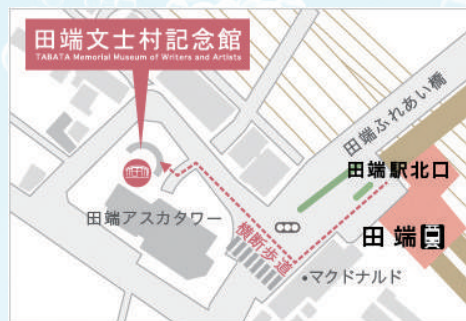 田端文士村記念館
TABATA Memorial Museum of Writers and Artists
田端ふれあい橋
田端駅北口
田端アスカタワー
横断歩道
田端
•マクドナルド